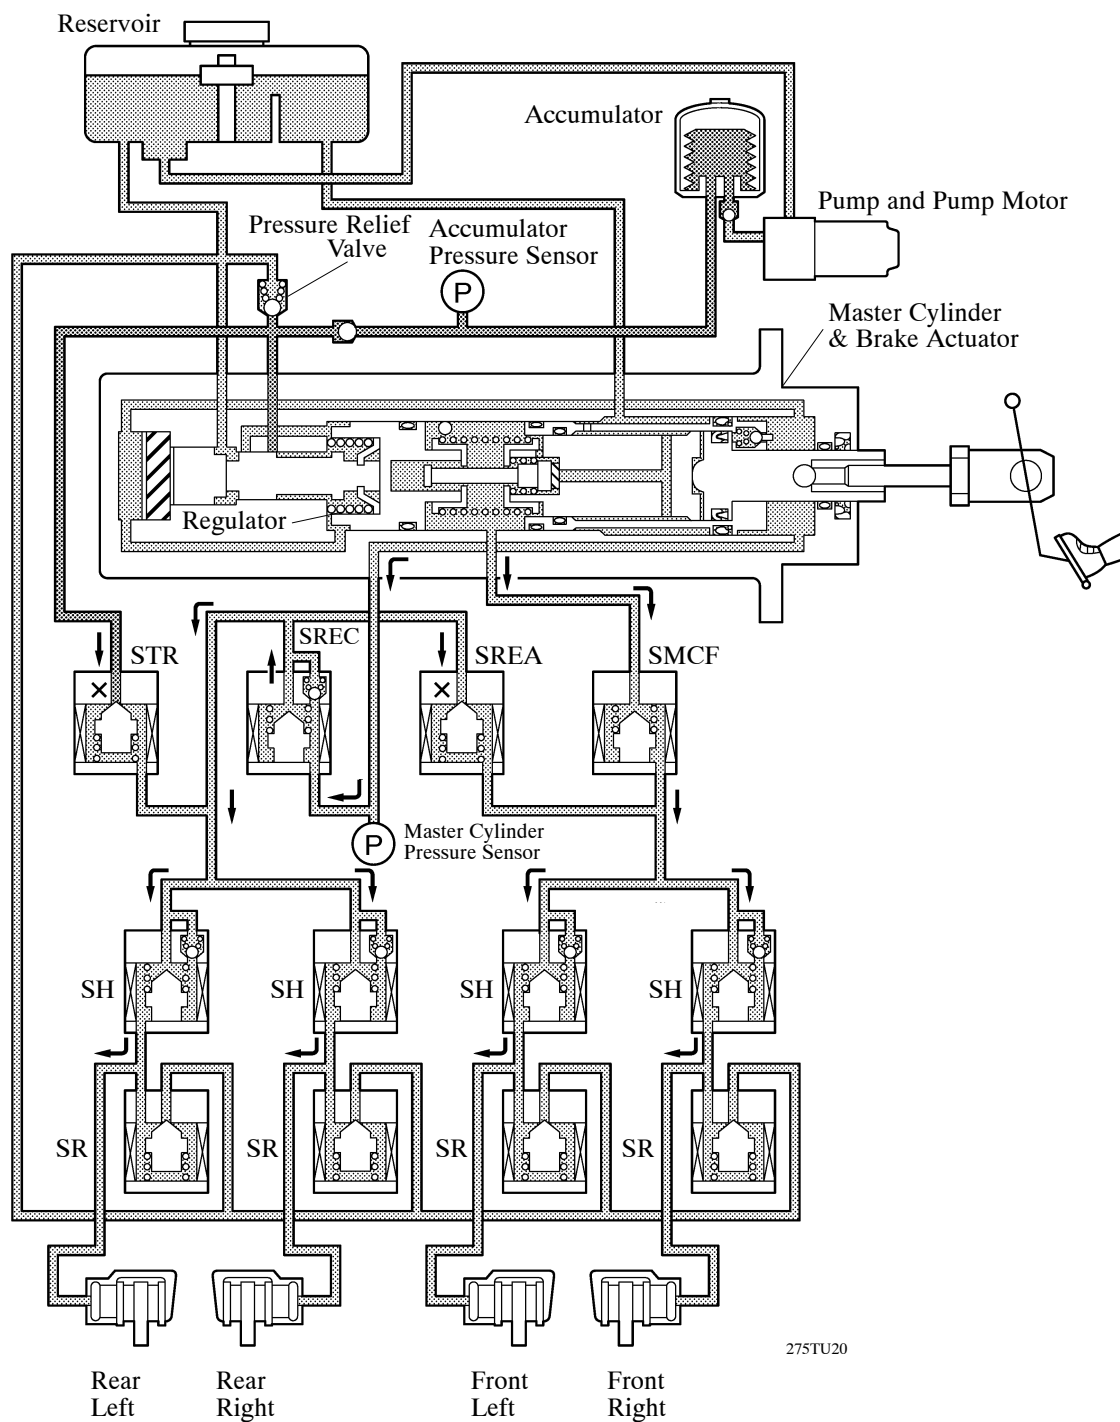 Reservoir
Accumulator
Pump and Pump Motor
Pressure Relief
Valve
Accumulator
Pressure Sensor
P
Master Cylinder
& Brake Actuator
Regulator
STR
SREC
SREA
SMCF
P
Master Cylinder
Pressure Sensor
SH
SH
SH
SH
SR
SR
SR
SR
275TU20
Rear
Left
Rear
Right
Front
Left
Front
Right